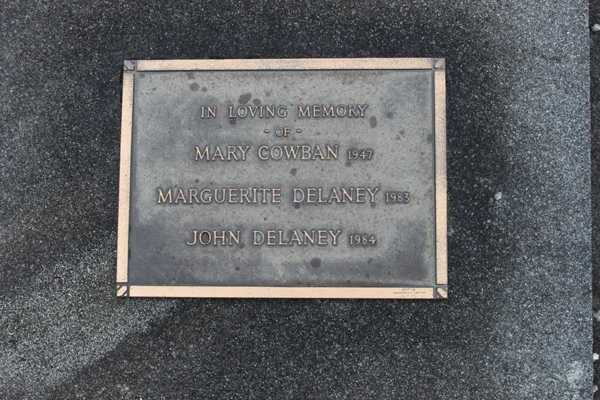 IN LOVING MEMORY
- OF -
MARY COWBAN 1947
MARGUERITE DELANEY 1983
JOHN DELANEY 1984